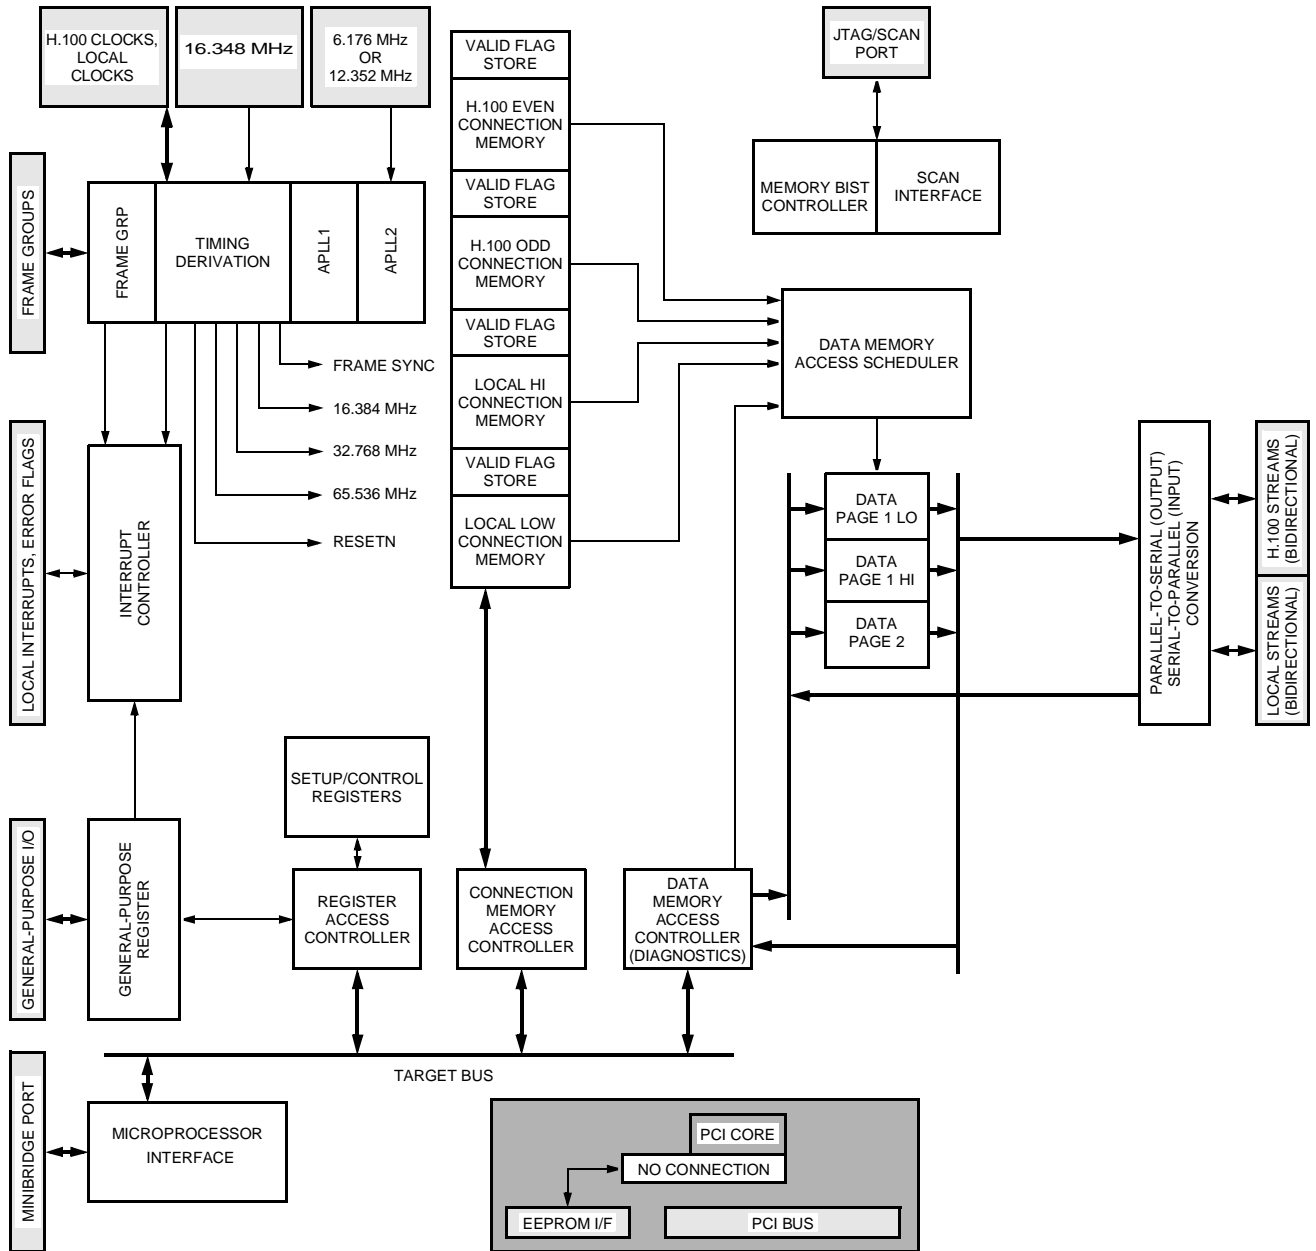 H.100 CLOCKS,
LOCAL
CLOCKS
16.348 MHz
6.176 MHz
OR
12.352 MHz
VALID FLAG
STORE
H.100 EVEN
CONNECTION
MEMORY
VALID FLAG
STORE
H.100 ODD
CONNECTION
MEMORY
VALID FLAG
STORE
LOCAL HI
CONNECTION
MEMORY
VALID FLAG
STORE
LOCAL LOW
CONNECTION
MEMORY
JTAG/SCAN
PORT
MEMORY BIST
CONTROLLER
SCAN
INTERFACE
FRAME GROUPS
FRAME GRP
TIMING
DERIVATION
APLL1
APLL2
FRAME SYNC
16.384 MHz
32.768 MHz
65.536 MHz
RESETN
DATA MEMORY
ACCESS SCHEDULER
LOCAL INTERRUPTS, ERROR FLAGS
INTERRUPT
CONTROLLER
DATA
PAGE 1 LO
DATA
PAGE 1 HI
DATA
PAGE 2
PARALLEL-TO-SERIAL (OUTPUT)
SERIAL-TO-PARALLEL (INPUT)
CONVERSION
H.100 STREAMS
(BIDIRECTIONAL)
LOCAL STREAMS
(BIDIRECTIONAL)
SETUP/CONTROL
REGISTERS
GENERAL-PURPOSE I/O
GENERAL-PURPOSE
REGISTER
REGISTER
ACCESS
CONTROLLER
CONNECTION
MEMORY
ACCESS
CONTROLLER
DATA
MEMORY
ACCESS
CONTROLLER
(DIAGNOSTICS)
TARGET BUS
MINIBRIDGE PORT
MICROPROCESSOR
INTERFACE
PCI CORE
NO CONNECTION
EEPROM I/F
PCI BUS